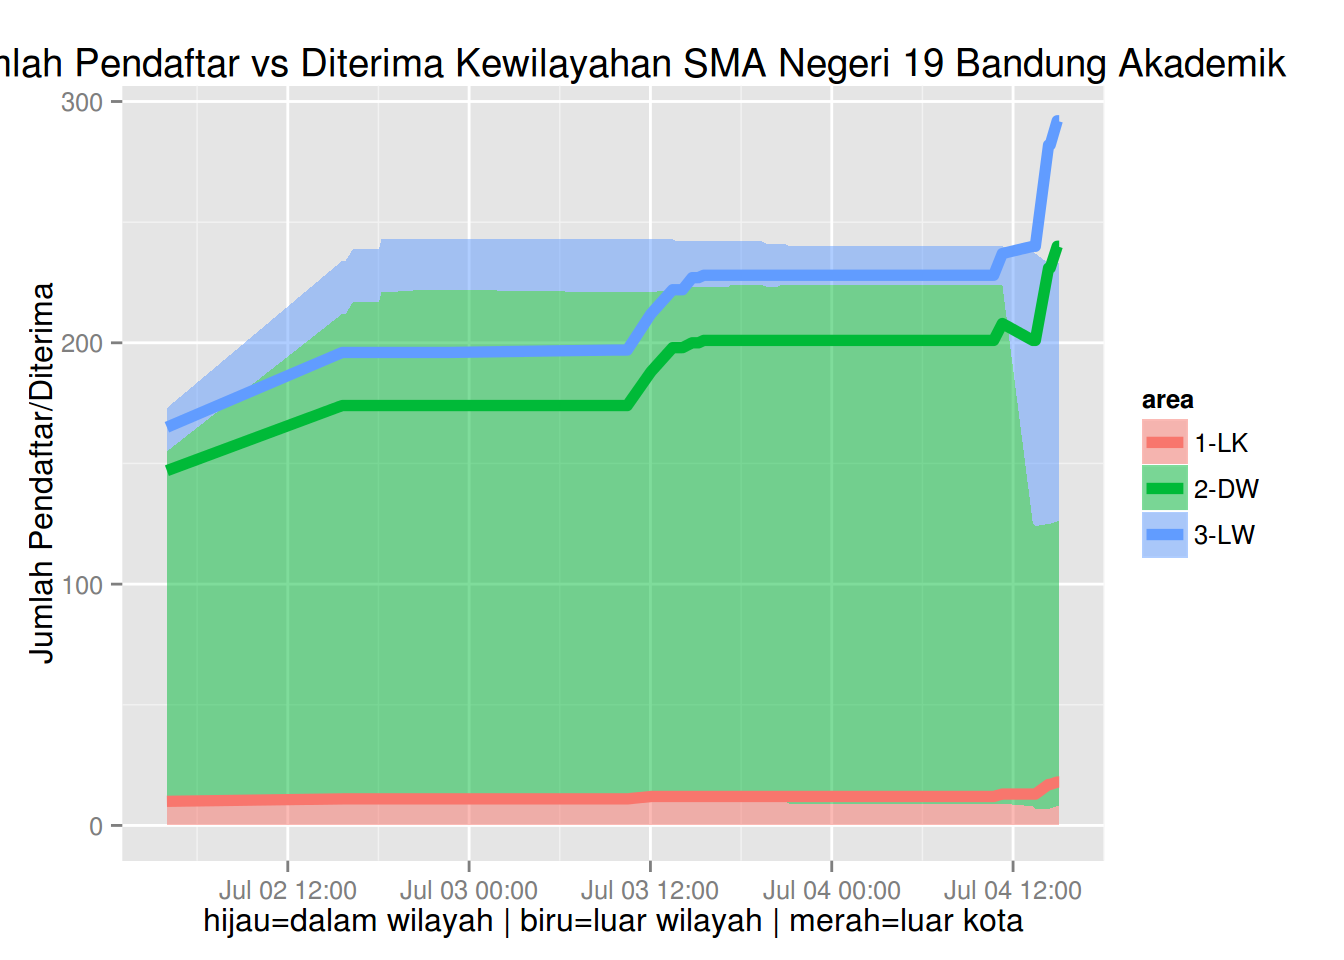 mlah Pendaftar vs Diterima Kewilayahan SMA Negeri 19 Bandung Akademik
300
200
100
0
Jumlah Pendaftar/Diterima
Jul 02 12:00
Jul 03 00:00
Jul 03 12:00
Jul 04 00:00
Jul 04 12:00
hijau=dalam wilayah | biru=luar wilayah | merah=luar kota
area
1-LK
2-DW
3-LW